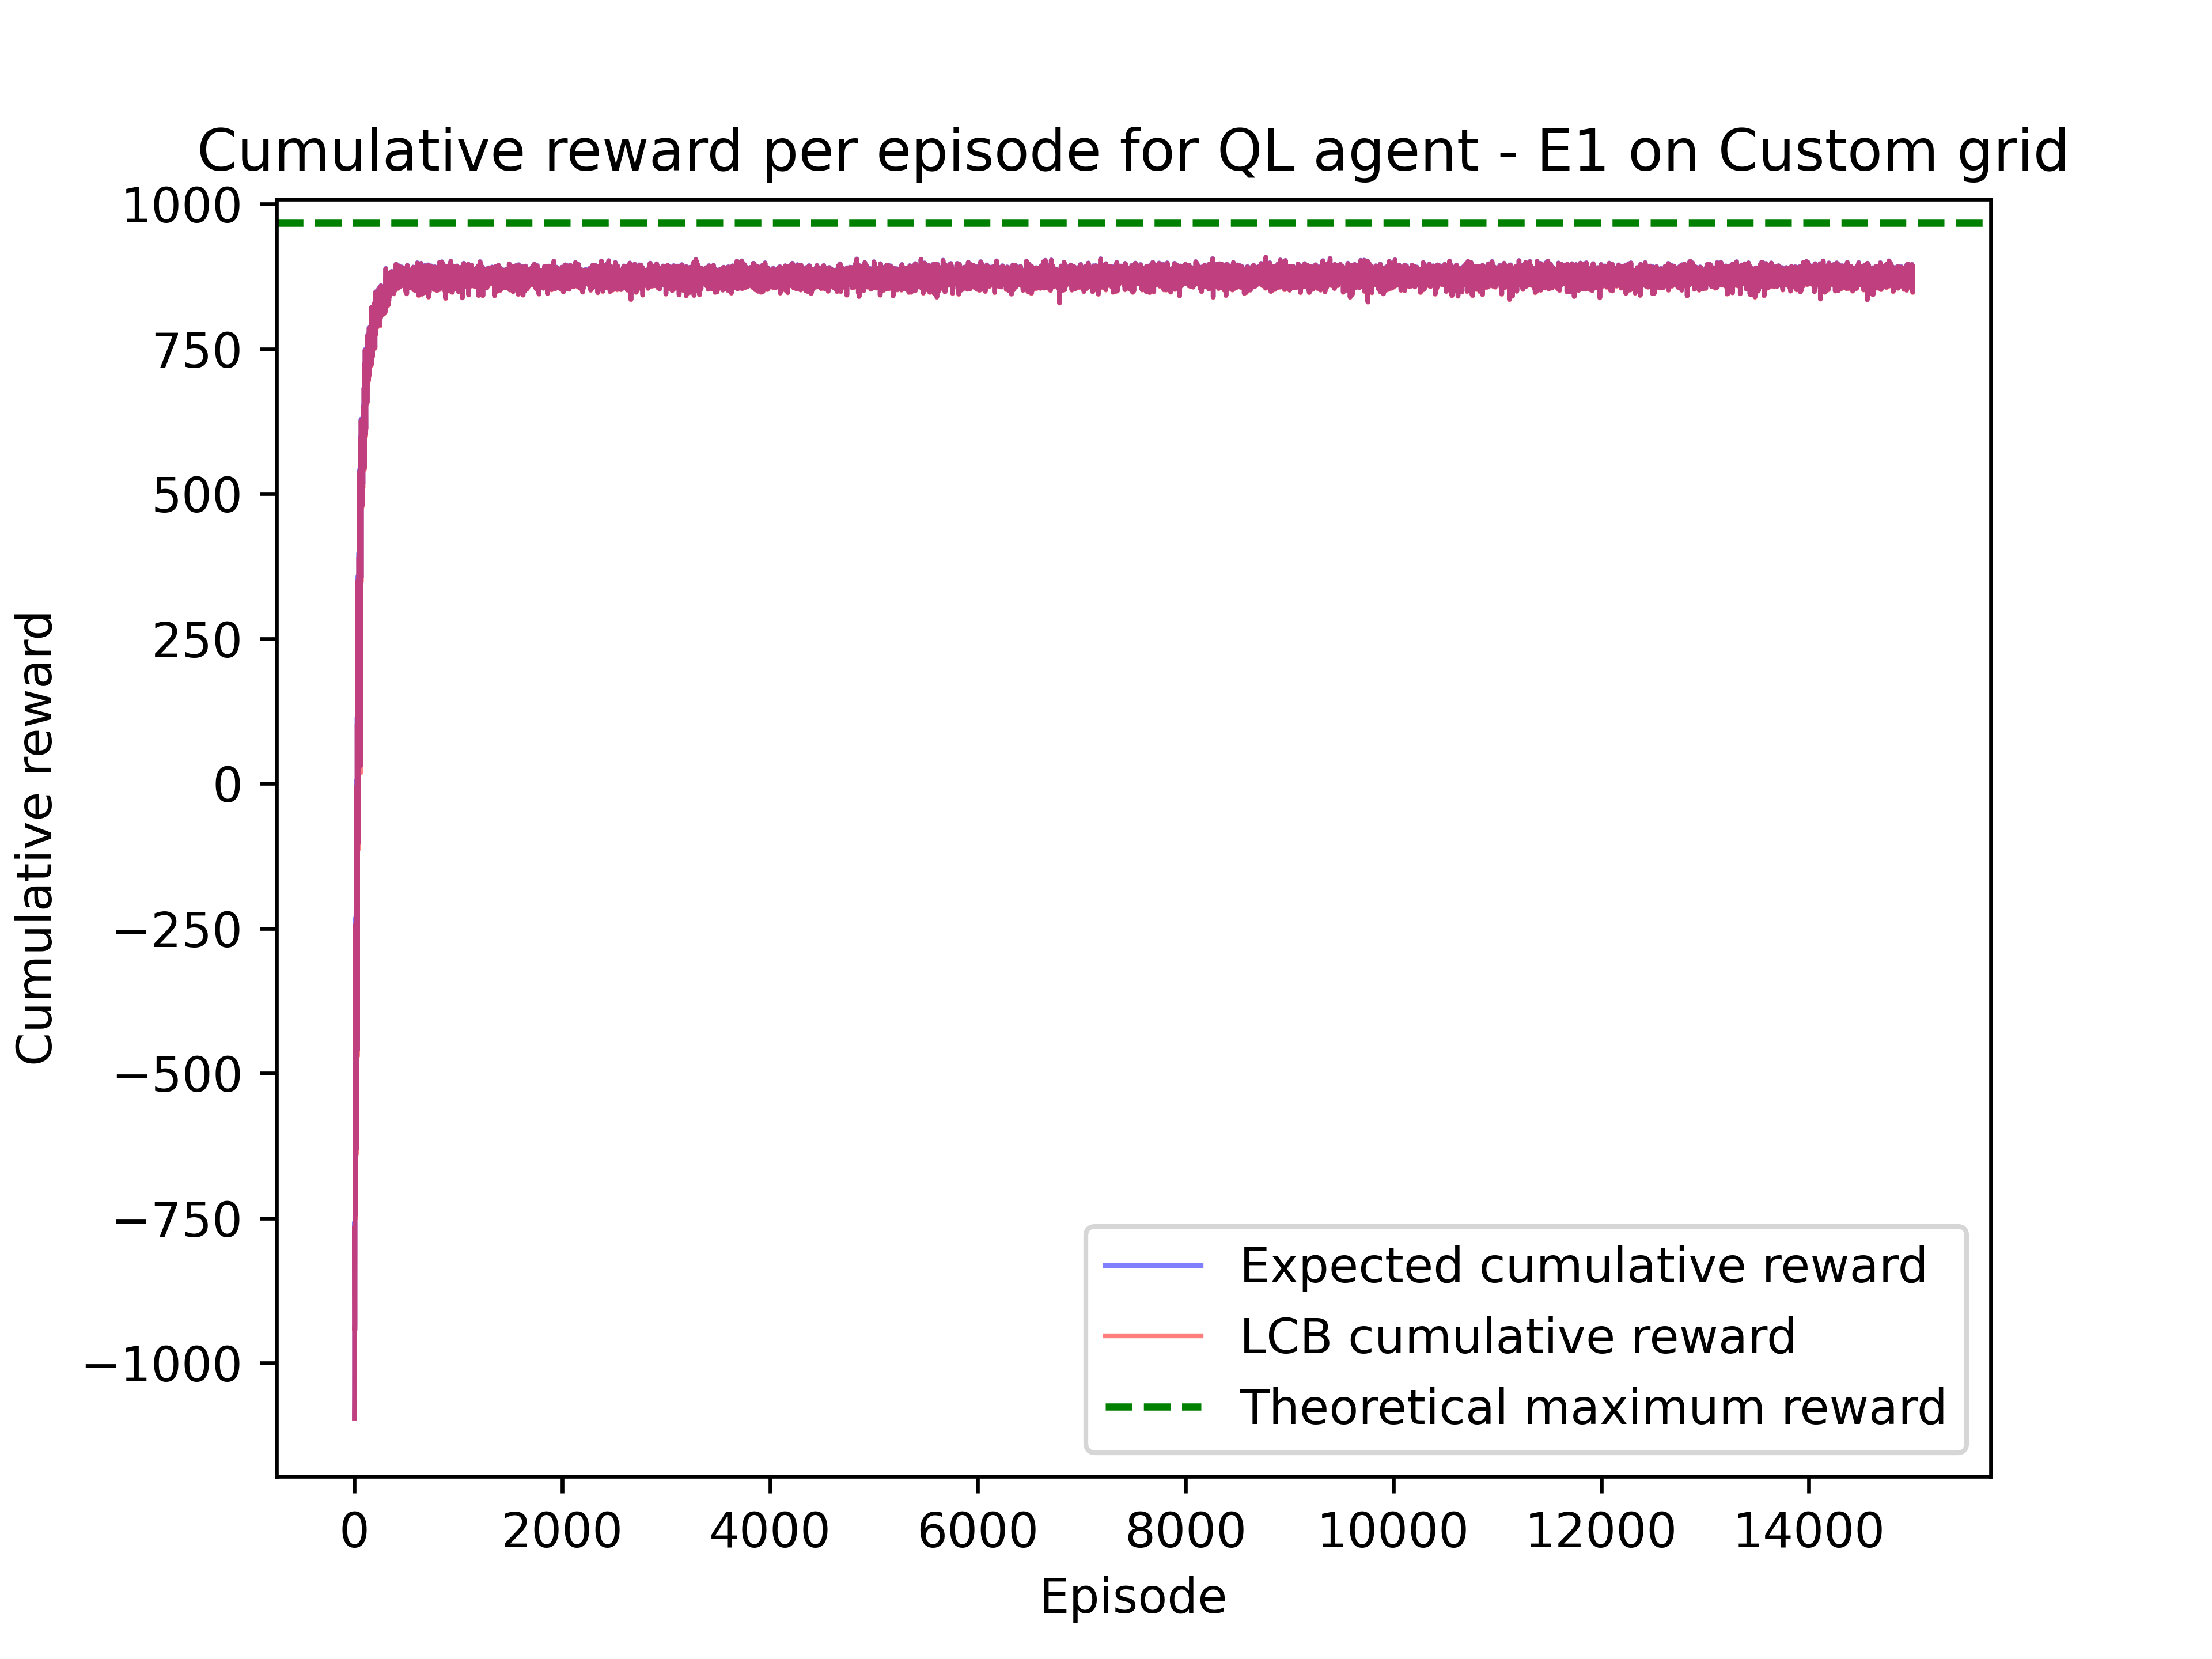 Cumulative reward per episode for QL agent - E1 on Custom grid
1000
750
500
250
0
−250
−500
−750
−1000
Cumulative reward
Expected cumulative reward
LCB cumulative reward
Theoretical maximum reward
0 2000 4000 6000 8000 10000 12000 14000
Episode